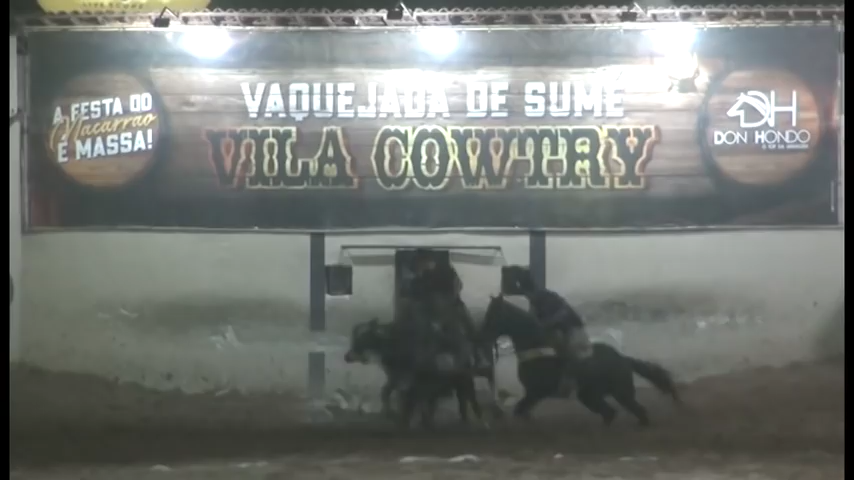 A FESTA DO
Macarrão
É MASSA!
VAQUEJADA DE SUMÉ
VILA COWTRY
DH
DON HONDO